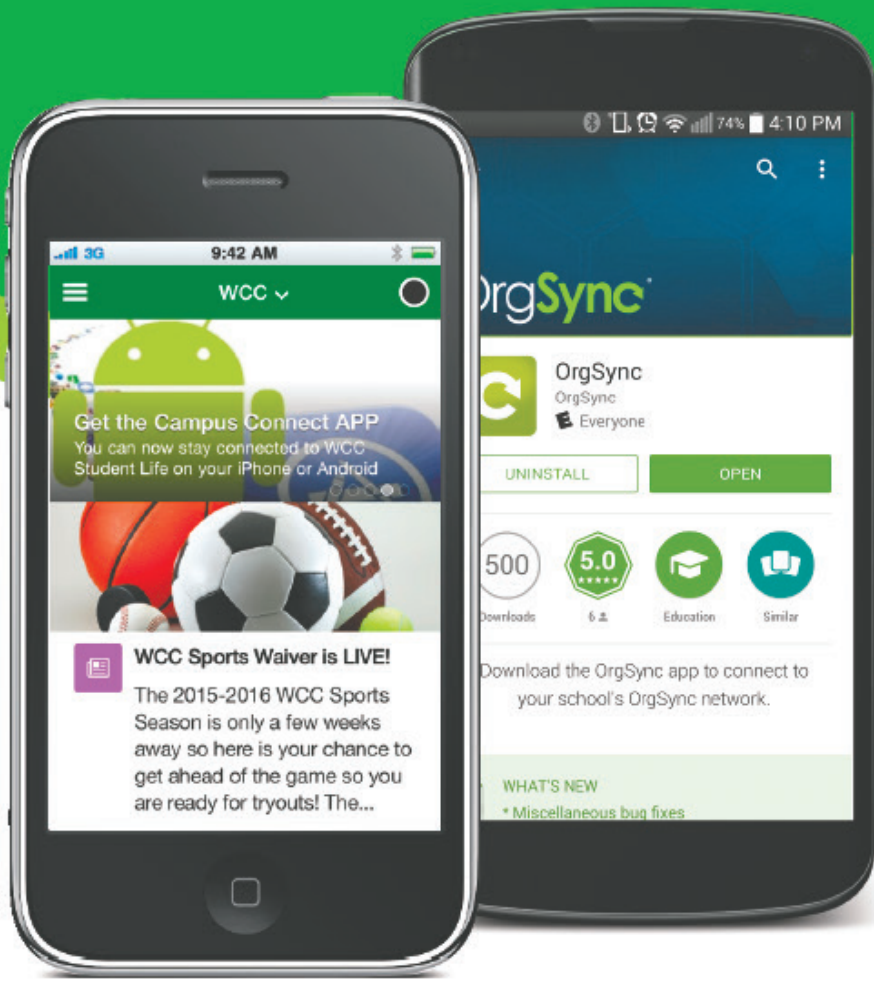 3G 9:42 AM
WCC
Get the Campus Connect APP
You can now stay connected to WCC
Student Life on your iPhone or Android
WCC Sports Waiver is LIVE!
The 2015-2016 WCC Sports
Season is only a few weeks
away so here is your chance to
get ahead of the game so you
are ready for tryouts! The...
74% 4:10 PM
OrgSync
OrgSync
OrgSync
E Everyone
UNINSTALL OPEN
500 5.0
Downloads 6 Education Similar
Download the OrgSync app to connect to
your school's OrgSync network.
WHAT'S NEW
* Miscellaneous bug fixes